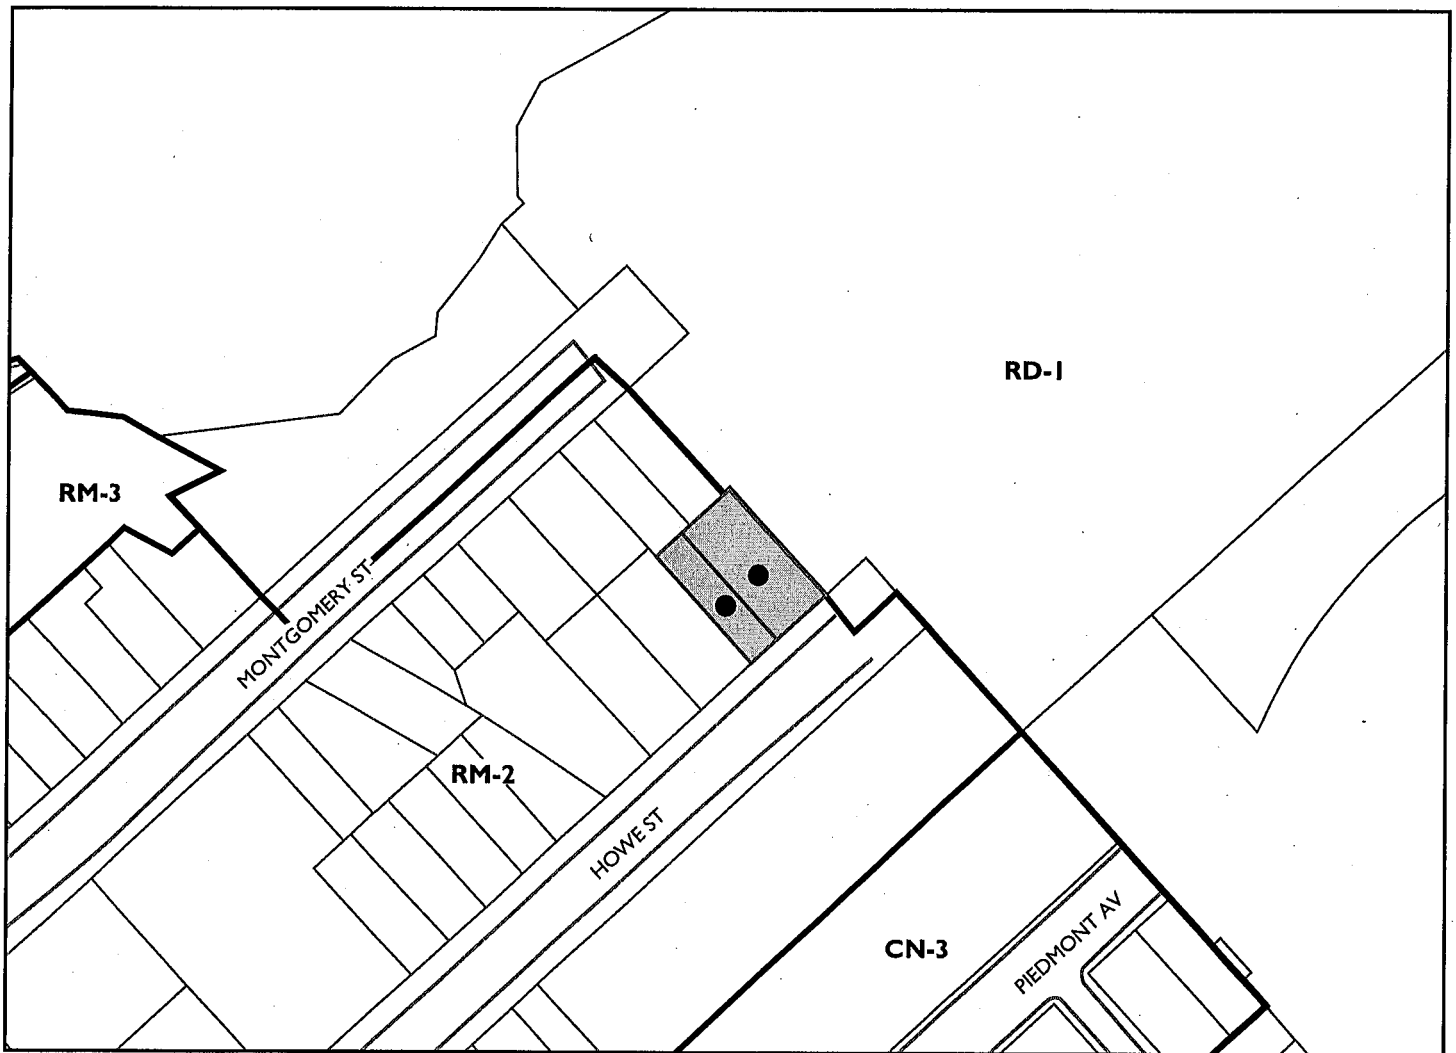 RD-1
RM-3
MONTGOMERY ST
RM-2
HOWE ST
CN-3
PIEDMONT AV